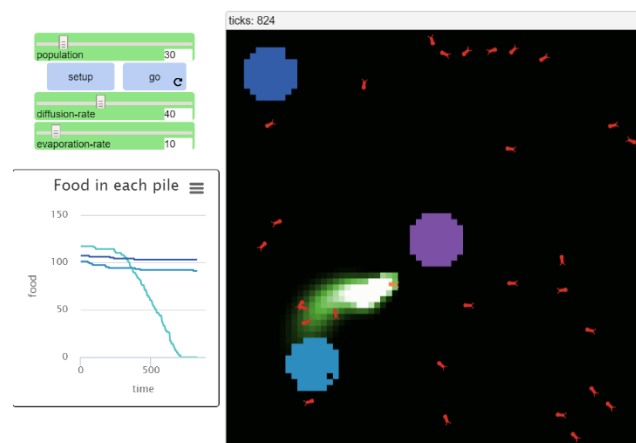 ticks: 824
population 30
setup go
diffusion-rate 40
evaporation-rate 10
Food in each pile
150
100
50
0
food
0 500
time